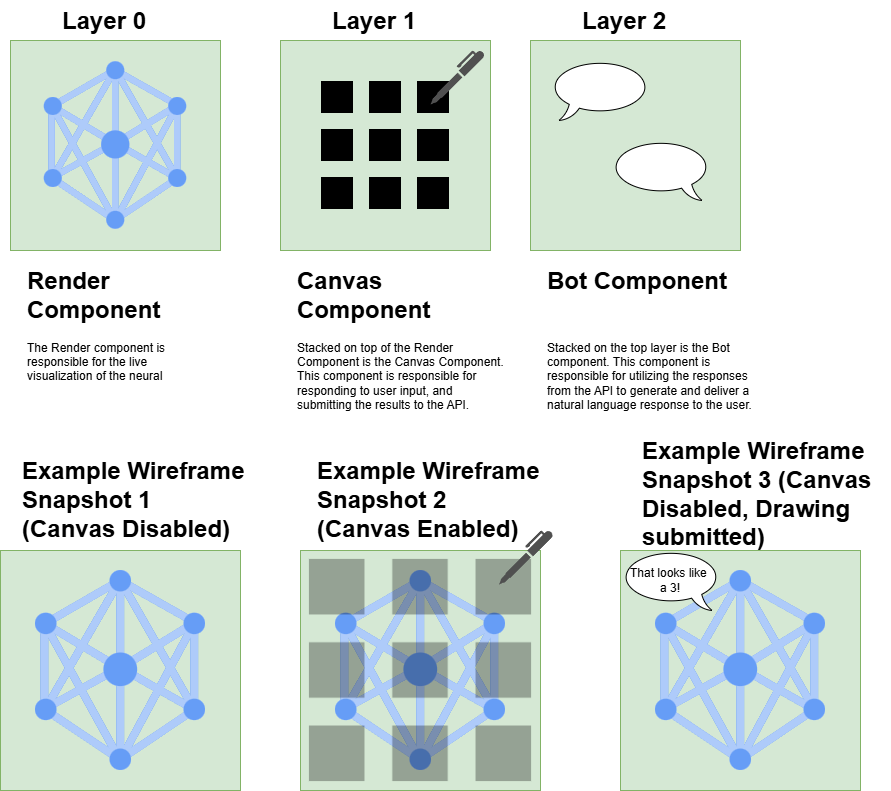 Layer 0
Layer 1
Layer 2
Render
Component
Canvas
Component
Bot Component
The Render component is
responsible for the live
visualization of the neural
Stacked on top of the Render
Component is the Canvas Component.
This component is responsible for
responding to user input, and
submitting the results to the API.
Stacked on the top layer is the Bot
component. This component is
responsible for utilizing the responses
from the API to generate and deliver a
natural language response to the user.
Example Wireframe
Snapshot 1
(Canvas Disabled)
Example Wireframe
Snapshot 2
(Canvas Enabled)
Example Wireframe
Snapshot 3 (Canvas
Disabled, Drawing
submitted)
That looks like
a 3!